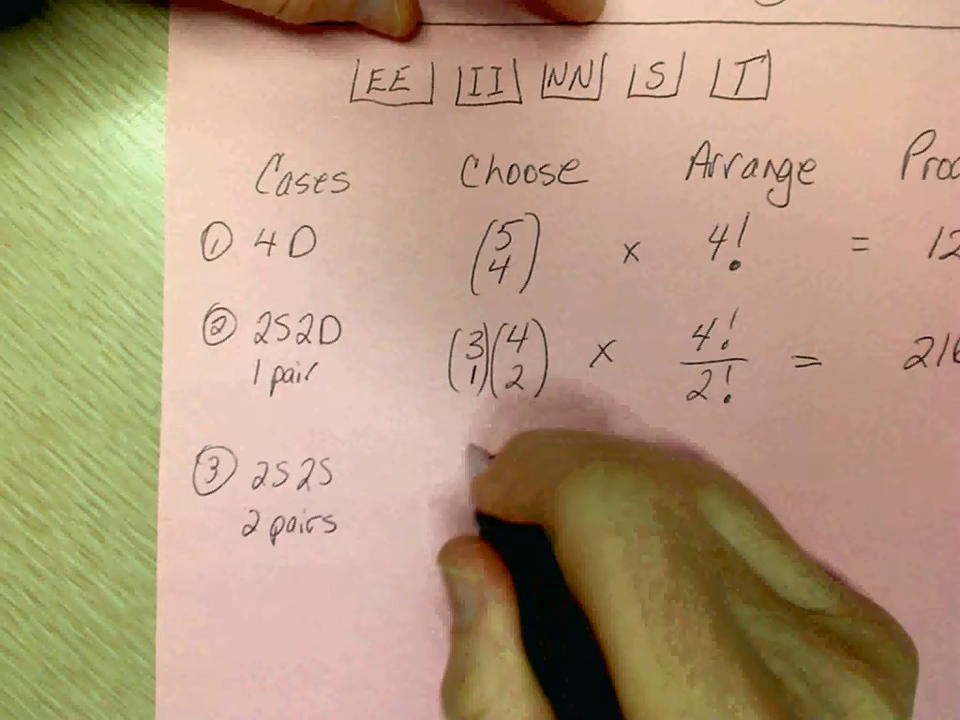 EE II NN S T
Cases Choose Arrange
① 4D (5 4) × 4! = 12
② 2S2D (3 1)(4 2) × 4!/2! = 216
1 pair
③ 2S2S
2 pairs